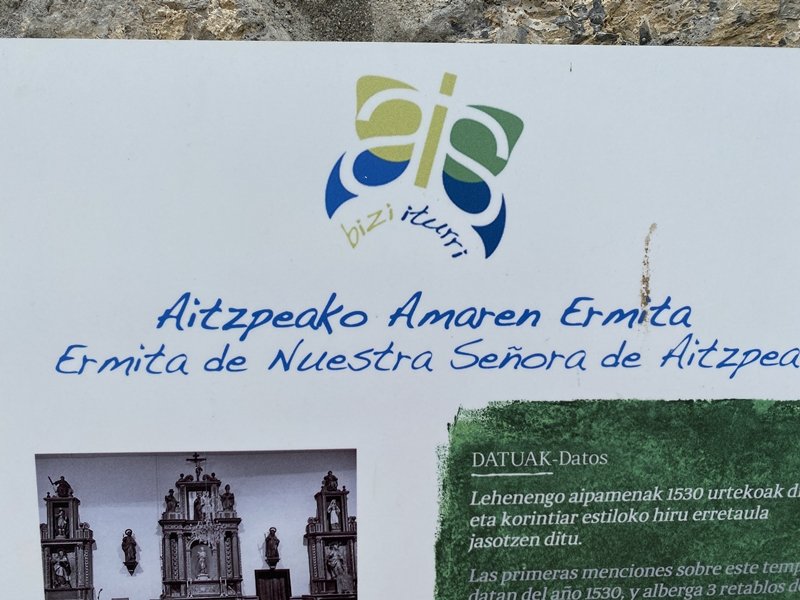 ais
bizi iturri
Aitzpeako Amaren Ermita
Ermita de Nuestra Señora de Aitzpea
DATUAK-Datos
Lehenengo aipamenak 1530 urtekoak
eta korintiar estiloko hiru erretaula
jasotzen ditu.
Las primeras menciones sobre este
datan del año 1530, y alberga 3 retablos